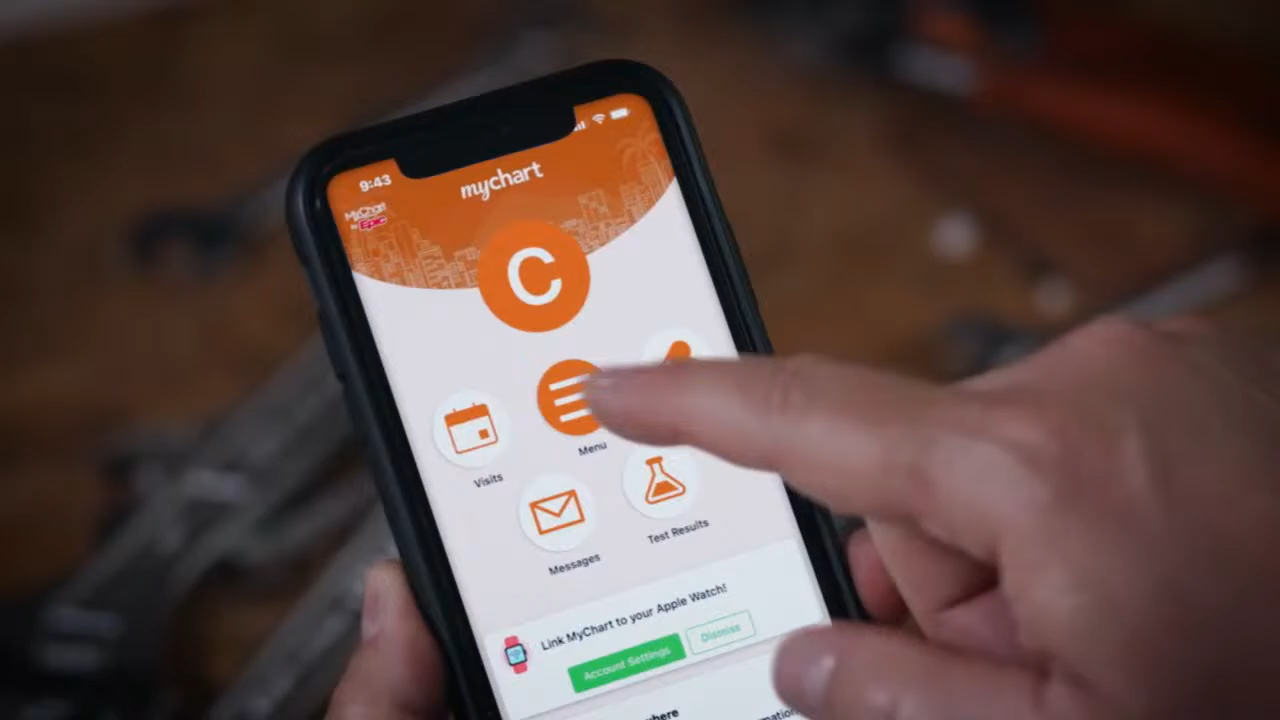 9:43
mychart
MyChart
by Epic
C
Menu
Visits
Test Results
Messages
Link MyChart to your Apple Watch!
Account Settings
Dismiss